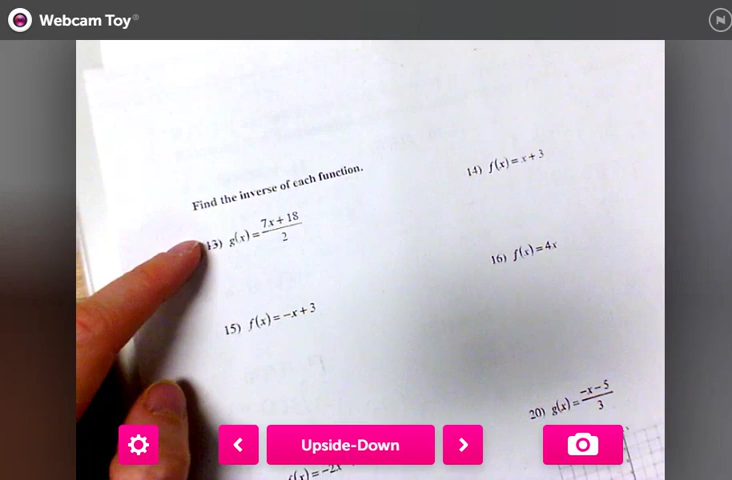 Webcam Toy®
Find the inverse of each function.
13) g(x) = 7x + 18 / 2
14) f(x) = x + 3
15) f(x) = −x + 3
16) f(x) = 4x
20) g(x) = −x − 5 / 3
f(x) = −2x
Upside-Down